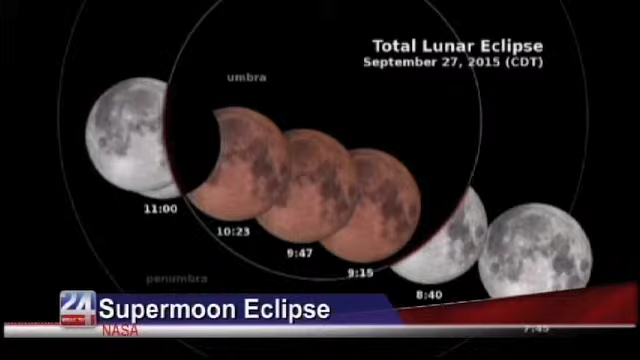 Total Lunar Eclipse
September 27, 2015 (CDT)
umbra
11:00
10:23
9:47
9:15
8:40
penumbra
24
Supermoon Eclipse
NASA
7:45